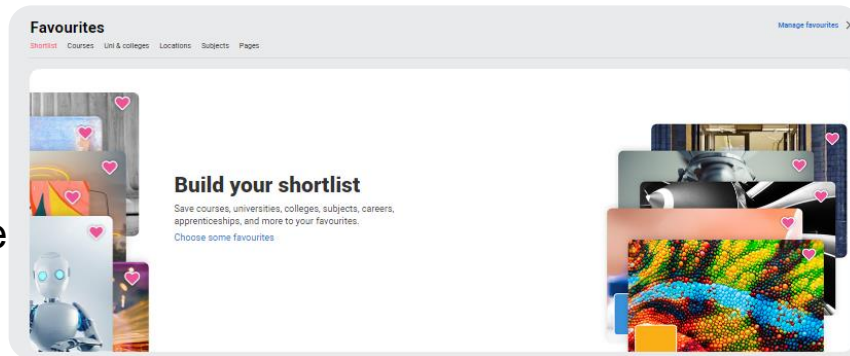 Favourites
Manage favourites
Shortlist Courses Uni & colleges Locations Subjects Pages
Build your shortlist
Save courses, universities, colleges, subjects, careers,
apprenticeships, and more to your favourites.
Choose some favourites
e